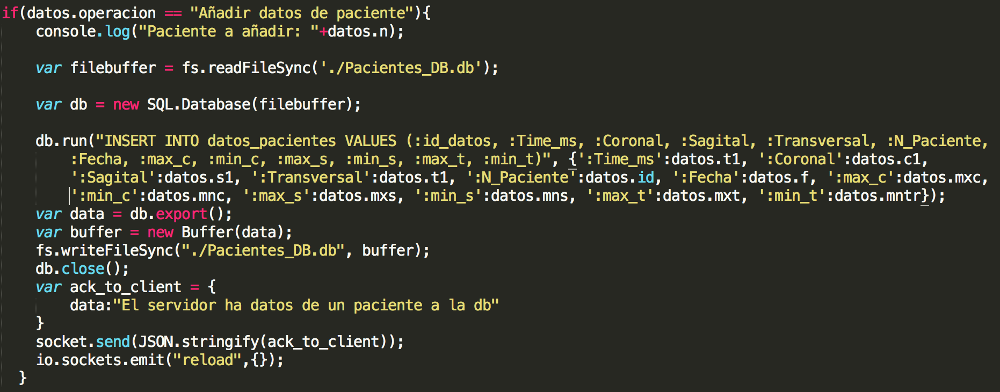 if(datos.operacion == "Añadir datos de paciente"){
console.log("Paciente a añadir: "+datos.n);
var filebuffer = fs.readFileSync('./Pacientes_DB.db');
var db = new SQL.Database(filebuffer);
db.run("INSERT INTO datos_pacientes VALUES (:id_datos, :Time_ms, :Coronal, :Sagital, :Transversal, :N_Paciente,
:Fecha, :max_c, :min_c, :max_s, :min_s, :max_t, :min_t)", {':Time_ms':datos.t1, ':Coronal':datos.c1,
':Sagital':datos.s1, ':Transversal':datos.t1, ':N_Paciente':datos.id, ':Fecha':datos.f, ':max_c':datos.mxc,
':min_c':datos.mnc, ':max_s':datos.mxs, ':min_s':datos.mns, ':max_t':datos.mxt, ':min_t':datos.mntr});
var data = db.export();
var buffer = new Buffer(data);
fs.writeFileSync("./Pacientes_DB.db", buffer);
db.close();
var ack_to_client = {
data:"El servidor ha datos de un paciente a la db"
}
socket.send(JSON.stringify(ack_to_client));
io.sockets.emit("reload",{});
}